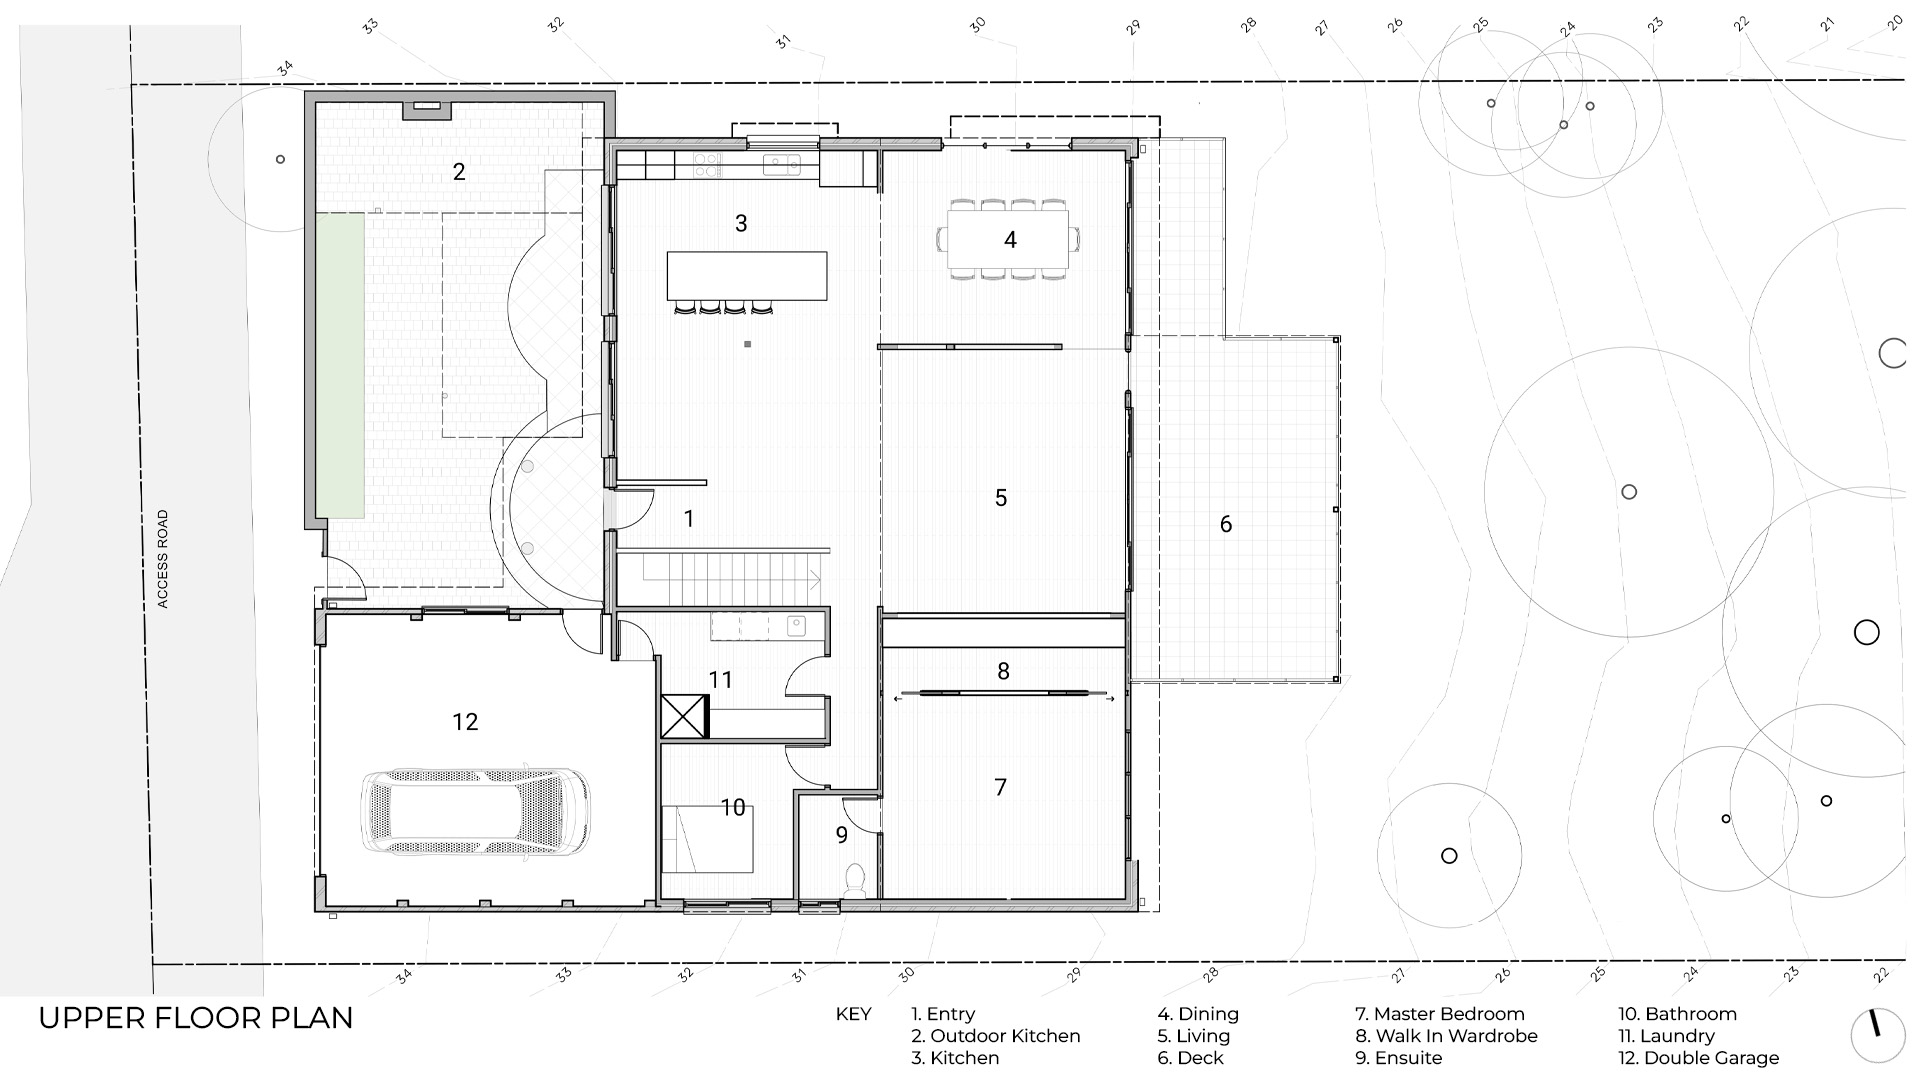 33
32
31
30
29
28
27
26
25
24
23
22
21
20
34
2
3
4
1
5
6
ACCESS ROAD
11
8
12
10
7
9
34
33
32
31
30
29
28
27
26
25
24
23
22
UPPER FLOOR PLAN
KEY
1. Entry
2. Outdoor Kitchen
3. Kitchen
4. Dining
5. Living
6. Deck
7. Master Bedroom
8. Walk In Wardrobe
9. Ensuite
10. Bathroom
11. Laundry
12. Double Garage